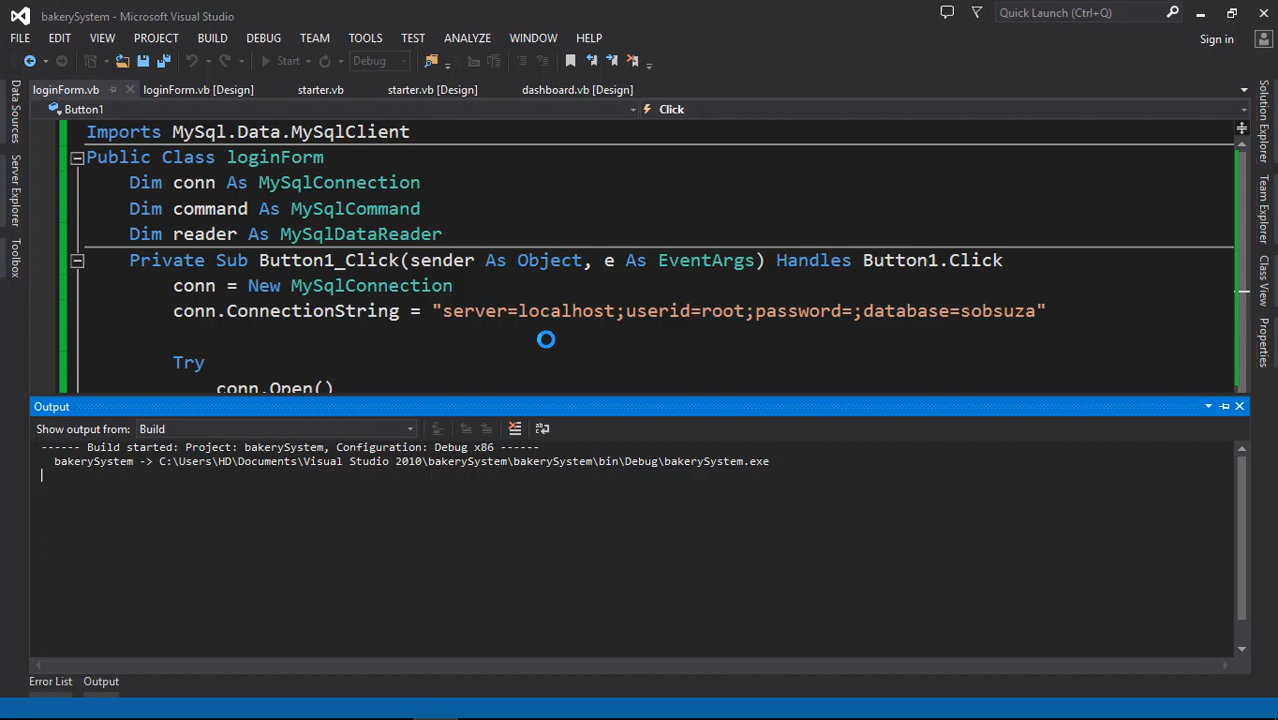 bakerySystem - Microsoft Visual Studio
Quick Launch (Ctrl+Q)
FILE EDIT VIEW PROJECT BUILD DEBUG TEAM TOOLS TEST ANALYZE WINDOW HELP
Sign in
Start Debug
loginForm.vb loginForm.vb [Design] starter.vb starter.vb [Design] dashboard.vb [Design]
Button1 Click
Imports MySql.Data.MySqlClient
Public Class loginForm
Dim conn As MySqlConnection
Dim command As MySqlCommand
Dim reader As MySqlDataReader
Private Sub Button1_Click(sender As Object, e As EventArgs) Handles Button1.Click
conn = New MySqlConnection
conn.ConnectionString = "server=localhost;userid=root;password=;database=sobsuza"
Try
conn.Open()
Output
Show output from: Build
------ Build started: Project: bakerySystem, Configuration: Debug x86 ------
bakerySystem -> C:\Users\HD\Documents\Visual Studio 2010\bakerySystem\bakerySystem\bin\Debug\bakerySystem.exe
Error List Output
Data Sources
Server Explorer
Toolbox
Solution Explorer
Team Explorer
Class View
Properties